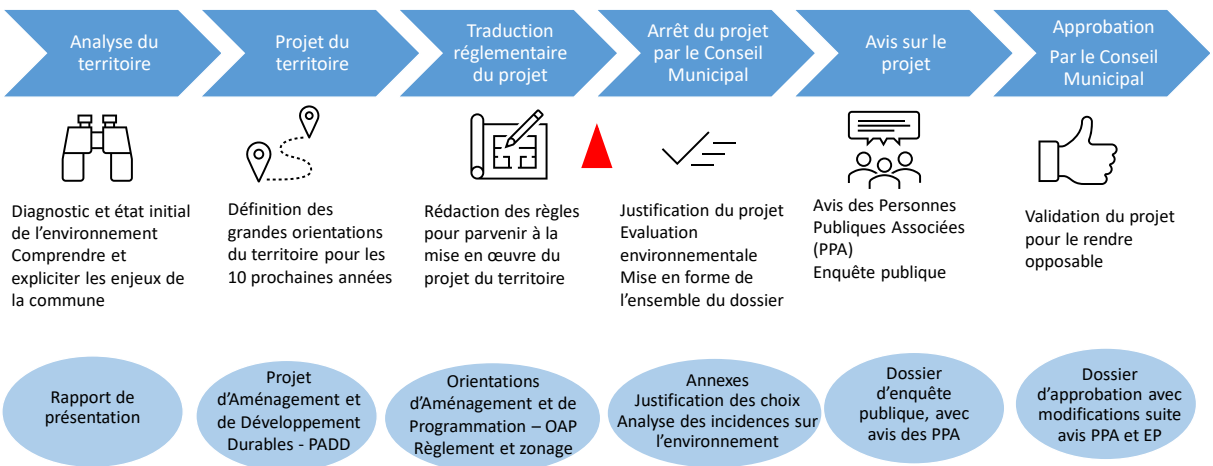 Analyse du
territoire
Projet du
territoire
Traduction
réglementaire
du projet
Arrêt du projet
par le Conseil
Municipal
Avis sur le
projet
Approbation
Par le Conseil
Municipal
Diagnostic et état initial
de l’environnement
Comprendre et
expliciter les enjeux de
la commune
Définition des
grandes orientations
du territoire pour les
10 prochaines années
Rédaction des règles
pour parvenir à la
mise en œuvre du
projet du territoire
Justification du projet
Evaluation
environnementale
Mise en forme de
l’ensemble du dossier
Avis des Personnes
Publiques Associées
(PPA)
Enquête publique
Validation du projet
pour le rendre
opposable
Rapport de
présentation
Projet
d’Aménagement et
de Développement
Durables - PADD
Orientations
d’Aménagement et de
Programmation – OAP
Règlement et zonage
Annexes
Justification des choix
Analyse des incidences sur
l’environnement
Dossier
d’enquête
publique, avec
avis des PPA
Dossier
d’approbation avec
modifications suite
avis PPA et EP